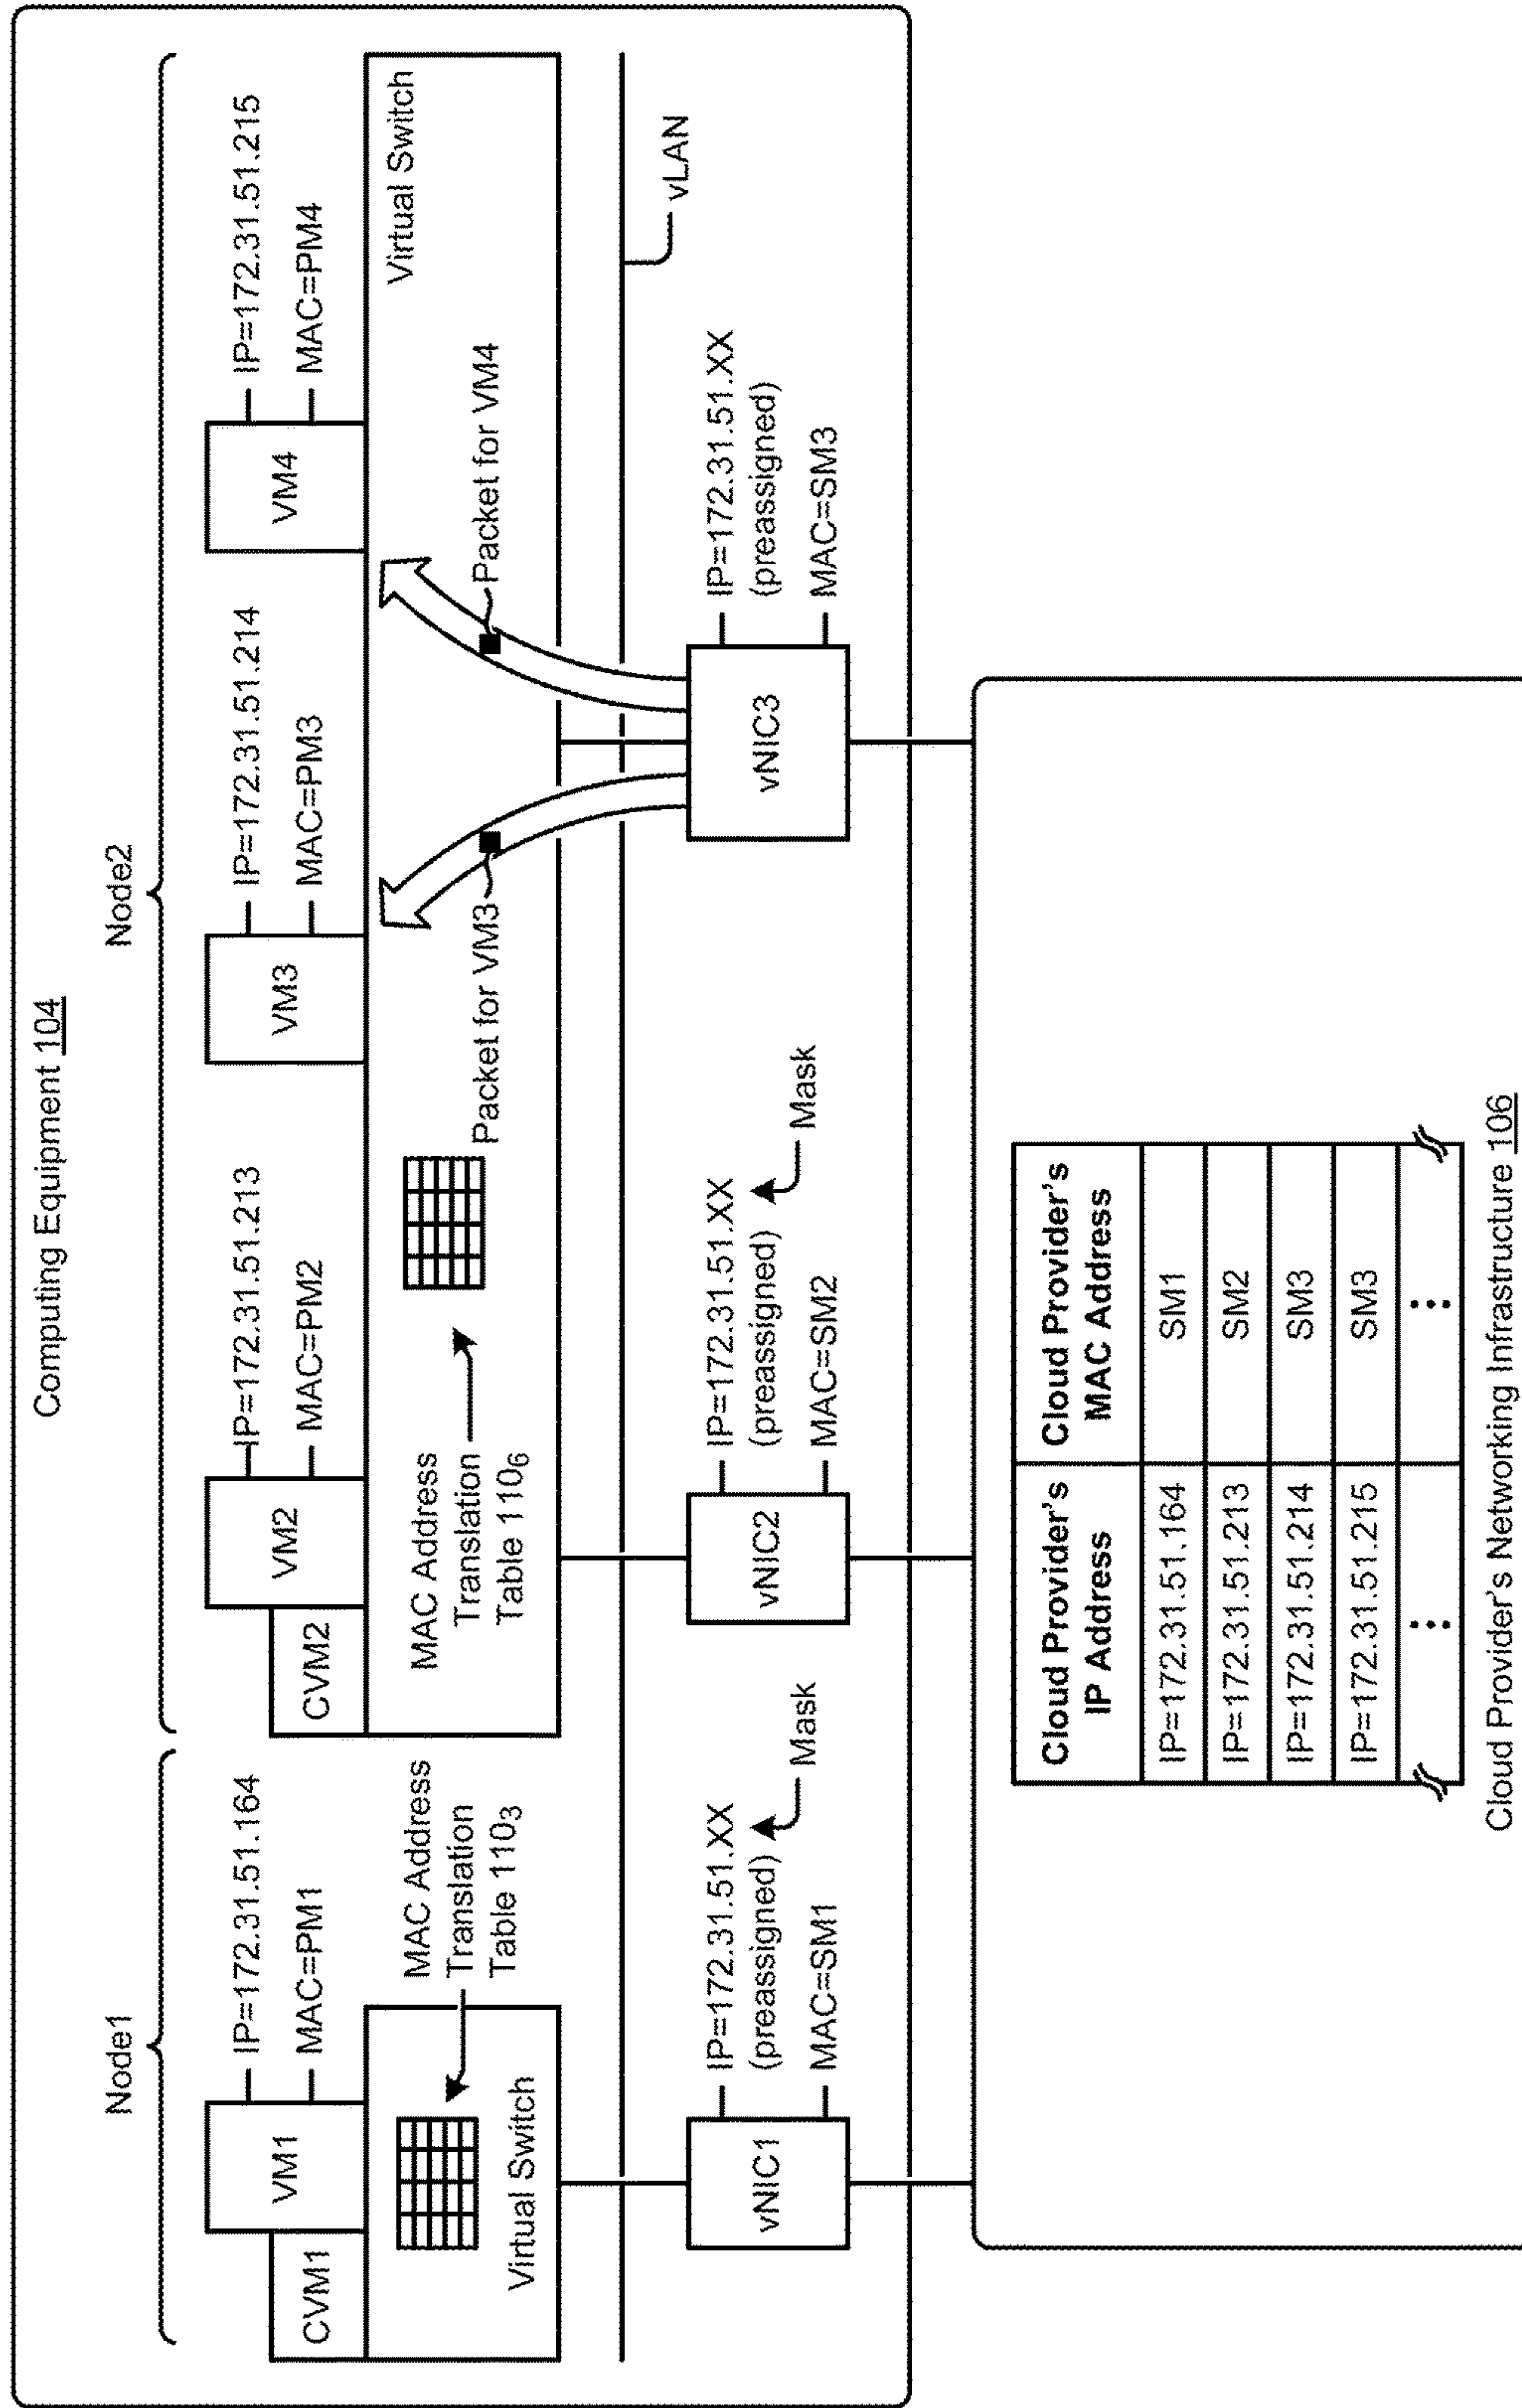 Computing Equipment 104
Node1
Node2
CVM1
VM1
IP=172.31.51.164
MAC=PM1
CVM2
VM2
IP=172.31.51.213
MAC=PM2
VM3
IP=172.31.51.214
MAC=PM3
VM4
IP=172.31.51.215
MAC=PM4
MAC Address
Translation
Table 110₃
Virtual Switch
MAC Address
Translation
Table 110₆
Packet for VM3
Packet for VM4
Virtual Switch
vLAN
vNIC1
IP=172.31.51.XX
(preassigned)
Mask
MAC=SM1
vNIC2
IP=172.31.51.XX
(preassigned)
Mask
MAC=SM2
vNIC3
IP=172.31.51.XX
(preassigned)
MAC=SM3
Cloud Provider's
IP Address
Cloud Provider's
MAC Address
IP=172.31.51.164
SM1
IP=172.31.51.213
SM2
IP=172.31.51.214
SM3
IP=172.31.51.215
SM3
Cloud Provider's Networking Infrastructure 106